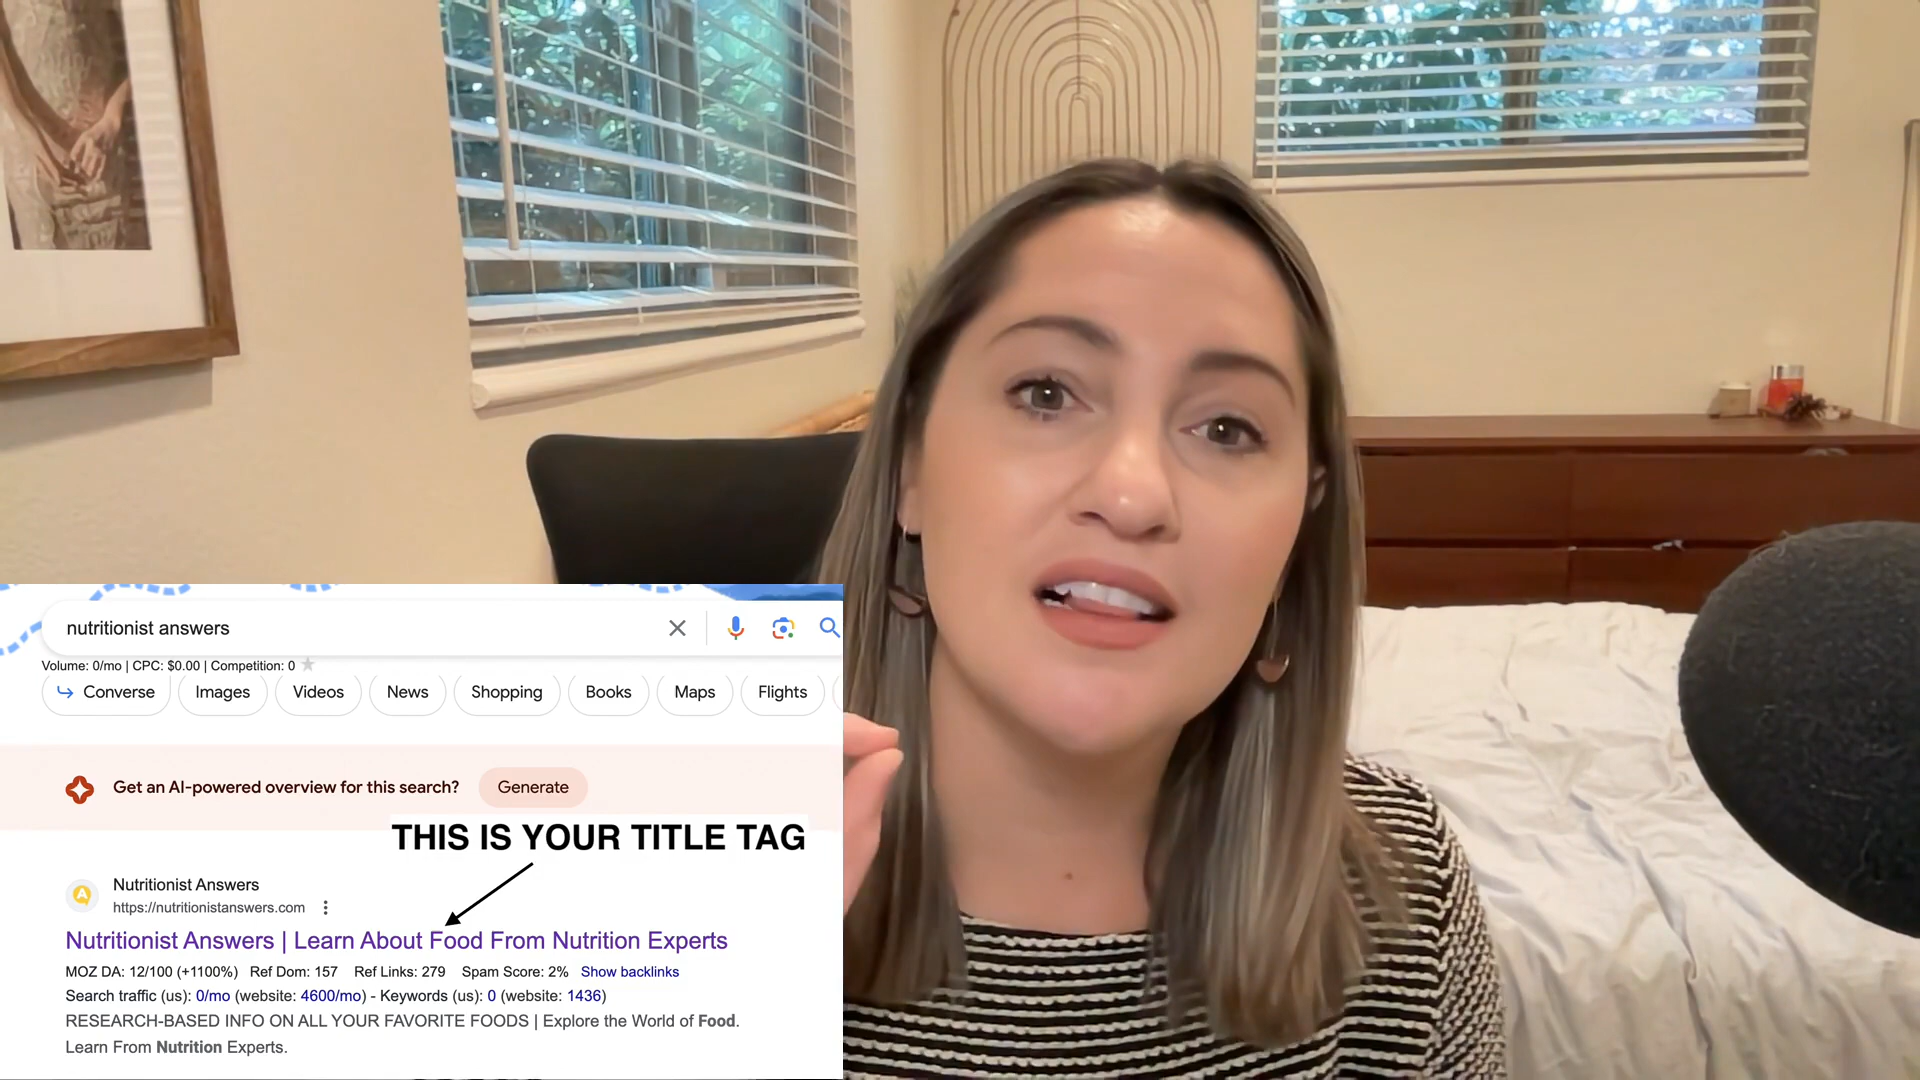 nutritionist answers
Volume: 0/mo | CPC: $0.00 | Competition: 0
Converse Images Videos News Shopping Books Maps Flights
Get an AI-powered overview for this search? Generate
THIS IS YOUR TITLE TAG
A
Nutritionist Answers
https://nutritionistanswers.com
Nutritionist Answers | Learn About Food From Nutrition Experts
MOZ DA: 12/100 (+1100%) Ref Dom: 157 Ref Links: 279 Spam Score: 2% Show backlinks
Search traffic (us): 0/mo (website: 4600/mo) - Keywords (us): 0 (website: 1436)
RESEARCH-BASED INFO ON ALL YOUR FAVORITE FOODS | Explore the World of Food.
Learn From Nutrition Experts.